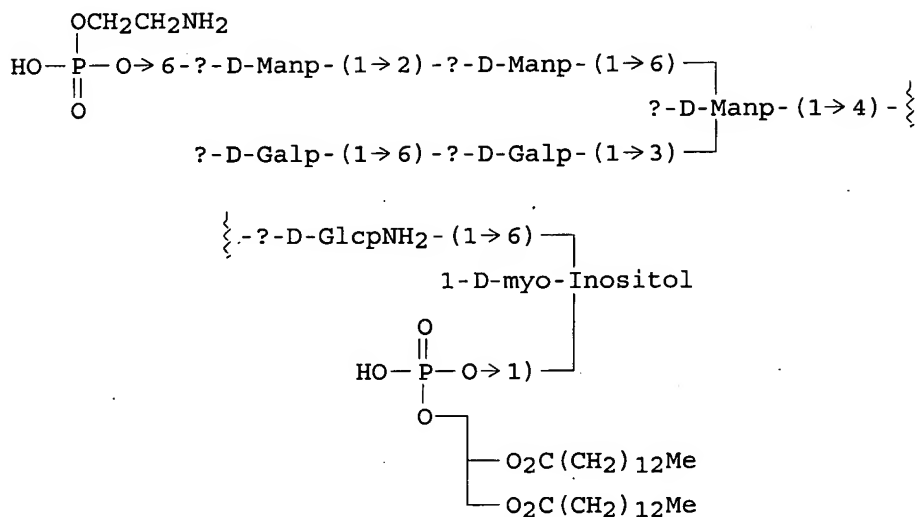 OCH2CH2NH2
HO—P—O→6-?-D-Manp-(1→2)-?-D-Manp-(1→6)
O
?-D-Manp-(1→4)-
?-D-Galp-(1→6)-?-D-Galp-(1→3)
-?-D-GlcpNH2-(1→6)
1-D-myo-Inositol
O
HO—P—O→1)
O
O2C(CH2)12Me
O2C(CH2)12Me